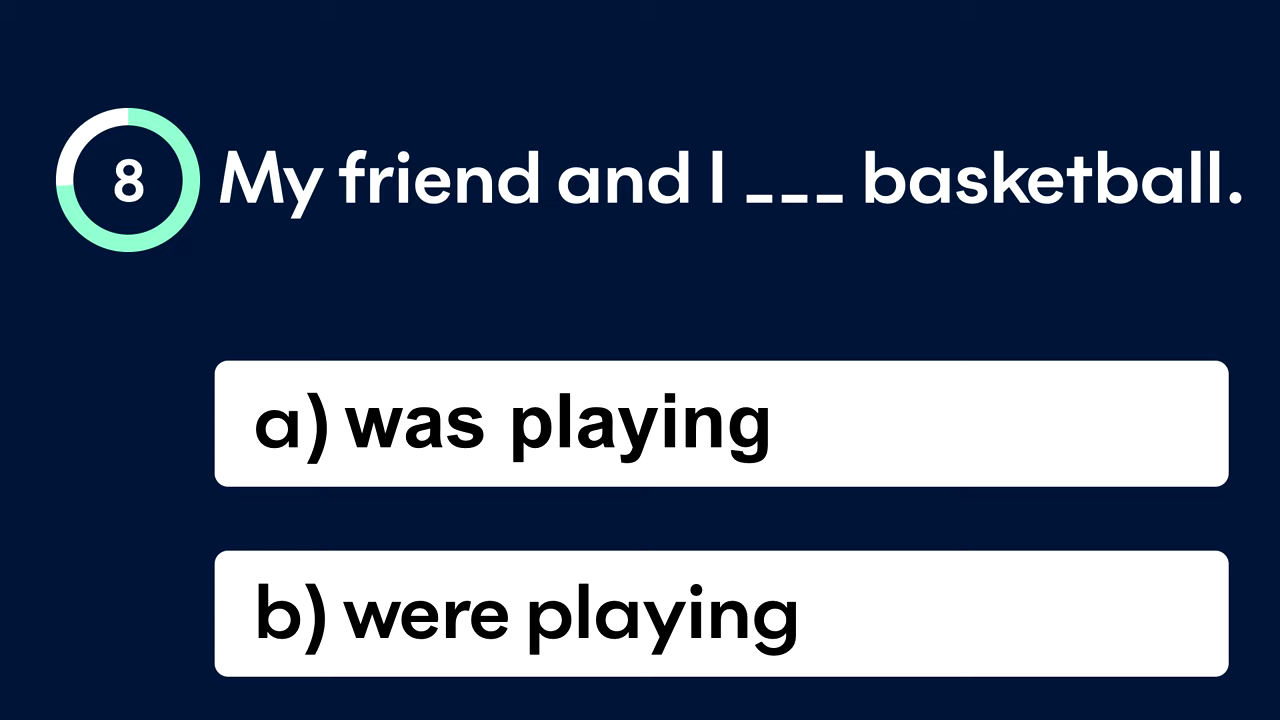 8 My friend and I ___ basketball.
a) was playing
b) were playing